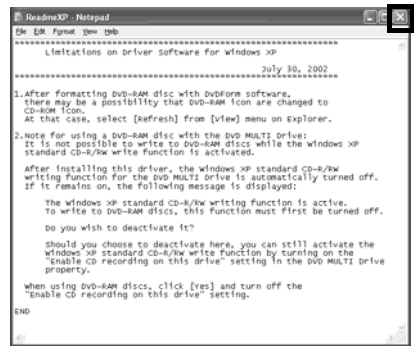 ReadmeXP - Notepad
File Edit Format View Help
==================================================
Limitations on Driver Software for Windows XP
July 30, 2002
==================================================
1.After formatting DVD-RAM disc with DVDForm software,
there may be a possibility that DVD-RAM icon are changed to
CD-ROM icon.
At that case, select [Refresh] from [View] menu on Explorer.
2.Note for using a DVD-RAM disc with the DVD MULTI Drive:
It is not possible to write to DVD-RAM discs while the Windows XP
standard CD-R/RW write function is activated.
After installing this driver, the Windows XP standard CD-R/RW
writing function for the DVD MULTI Drive is automatically turned off.
If it remains on, the following message is displayed:
The Windows XP standard CD-R/RW writing function is active.
To write to DVD-RAM discs, this function must first be turned off.
Do you wish to deactivate it?
Should you choose to deactivate here, you can still activate the
Windows XP standard CD-R/RW write function by turning on the
"Enable CD recording on this drive" setting in the DVD MULTI Drive
property.
When using DVD-RAM discs, click [Yes] and turn off the
"Enable CD recording on this drive" setting.
END